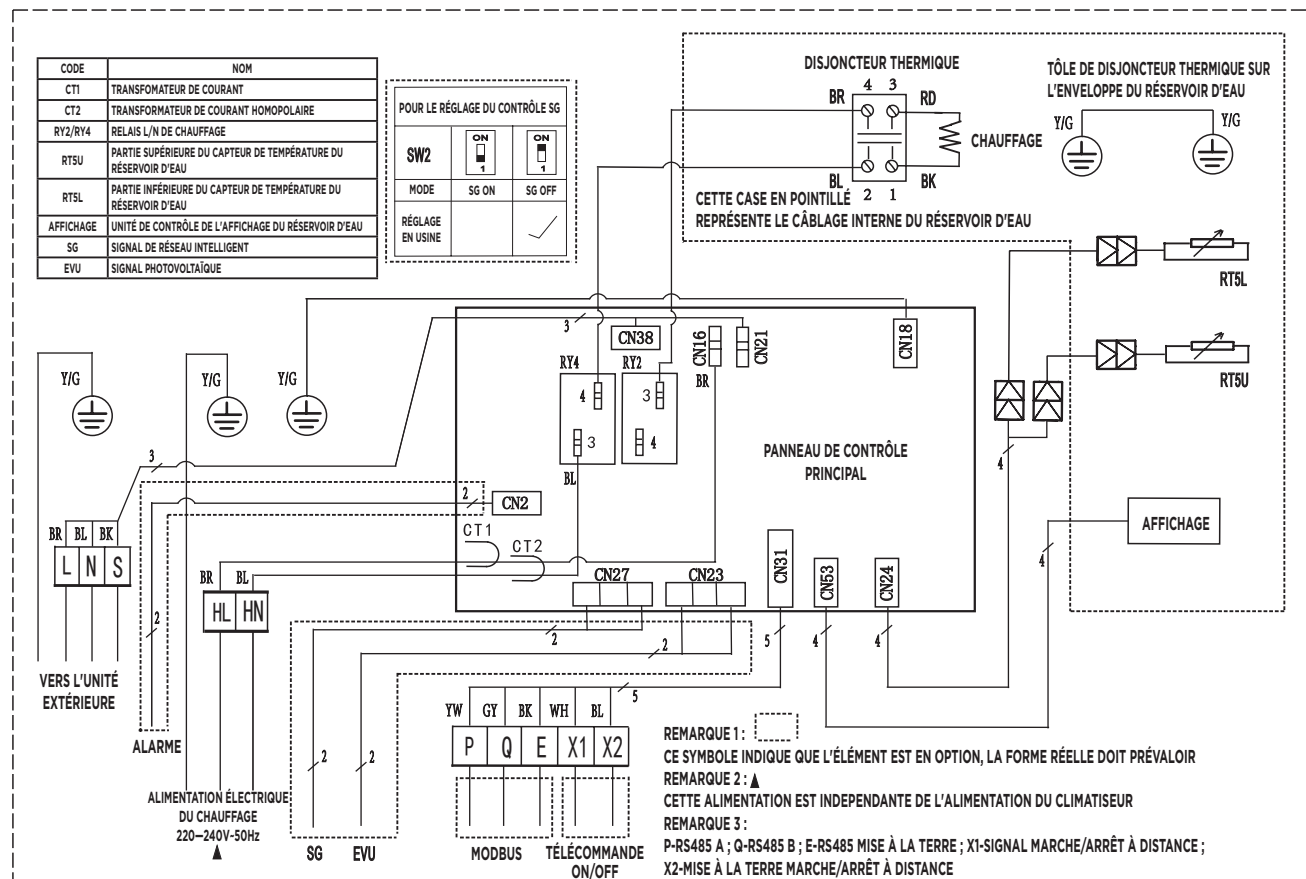 CODE NOM
CT1 TRANSFOMATEUR DE COURANT
CT2 TRANSFORMATEUR DE COURANT HOMOPOLAIRE
RY2/RY4 RELAIS L/N DE CHAUFFAGE
RT5U PARTIE SUPÉRIEURE DU CAPTEUR DE TEMPÉRATURE DU
RÉSERVOIR D'EAU
RT5L PARTIE INFÉRIEURE DU CAPTEUR DE TEMPÉRATURE DU
RÉSERVOIR D'EAU
AFFICHAGE UNITÉ DE CONTRÔLE DE L'AFFICHAGE DU RÉSERVOIR D'EAU
SG SIGNAL DE RÉSEAU INTELLIGENT
EVU SIGNAL PHOTOVOLTAÏQUE
POUR LE RÉGLAGE DU CONTRÔLE SG
SW2
ON
1
ON
1
MODE SG ON SG OFF
RÉGLAGE
EN USINE
DISJONCTEUR THERMIQUE
4 3
BR RD
CHAUFFAGE
BL BK
2 1
TÔLE DE DISJONCTEUR THERMIQUE SUR
L'ENVELOPPE DU RÉSERVOIR D'EAU
Y/G Y/G
CETTE CASE EN POINTILLÉ
REPRÉSENTE LE CÂBLAGE INTERNE DU RÉSERVOIR D'EAU
RT5L
RT5U
4
AFFICHAGE
4
3
CN38
CN16
CN21
CN18
BR
RY4 RY2
4
3
3
4
BL
PANNEAU DE CONTRÔLE
PRINCIPAL
Y/G
Y/G
Y/G
3
2
CN2
CT1
CT2
CN27
CN23
CN31
CN53
CN24
BR BL BK
L N S
VERS L'UNITÉ
EXTÉRIEURE
2
ALARME
BR BL
HL HN
ALIMENTATION ÉLECTRIQUE
DU CHAUFFAGE
220–240V-50Hz
▲
2
2
5
4
4
2
2
SG EVU
5
YW GY BK WH BL
P Q E X1 X2
MODBUS
TÉLÉCOMMANDE
ON/OFF
REMARQUE 1 :
CE SYMBOLE INDIQUE QUE L'ÉLÉMENT EST EN OPTION, LA FORME RÉELLE DOIT PRÉVALOIR
REMARQUE 2 : ▲
CETTE ALIMENTATION EST INDEPENDANTE DE L'ALIMENTATION DU CLIMATISEUR
REMARQUE 3 :
P-RS485 A ; Q-RS485 B ; E-RS485 MISE À LA TERRE ; X1-SIGNAL MARCHE/ARRÊT À DISTANCE ;
X2-MISE À LA TERRE MARCHE/ARRÊT À DISTANCE